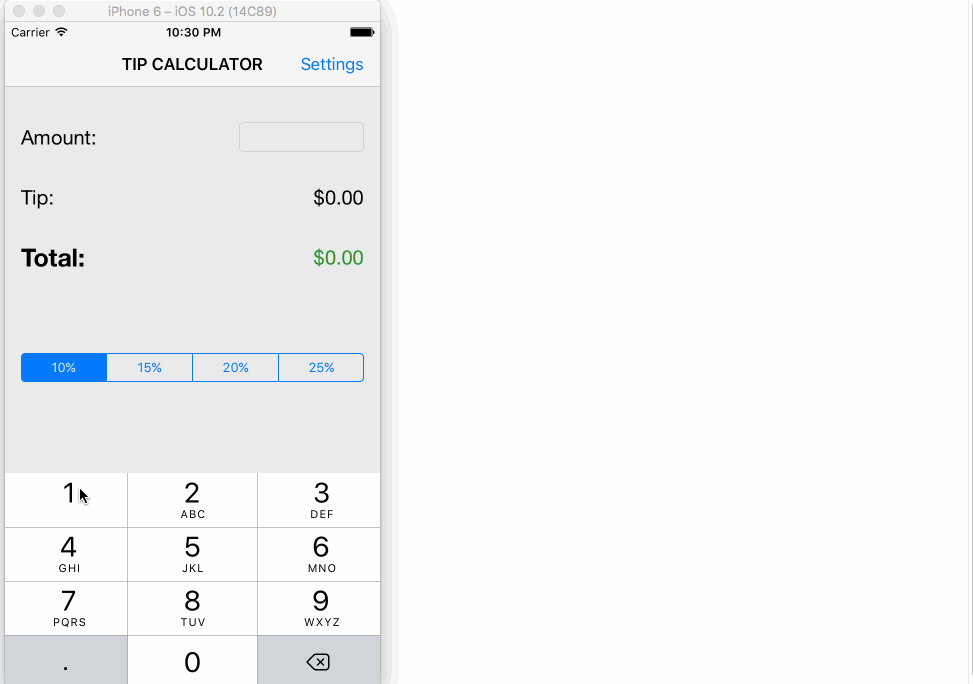 iPhone 6 – iOS 10.2 (14C89)
Carrier 10:30 PM
TIP CALCULATOR Settings
Amount:
Tip: $0.00
Total: $0.00
10% 15% 20% 25%
1 2 3
ABC DEF
4 5 6
GHI JKL MNO
7 8 9
PQRS TUV WXYZ
. 0